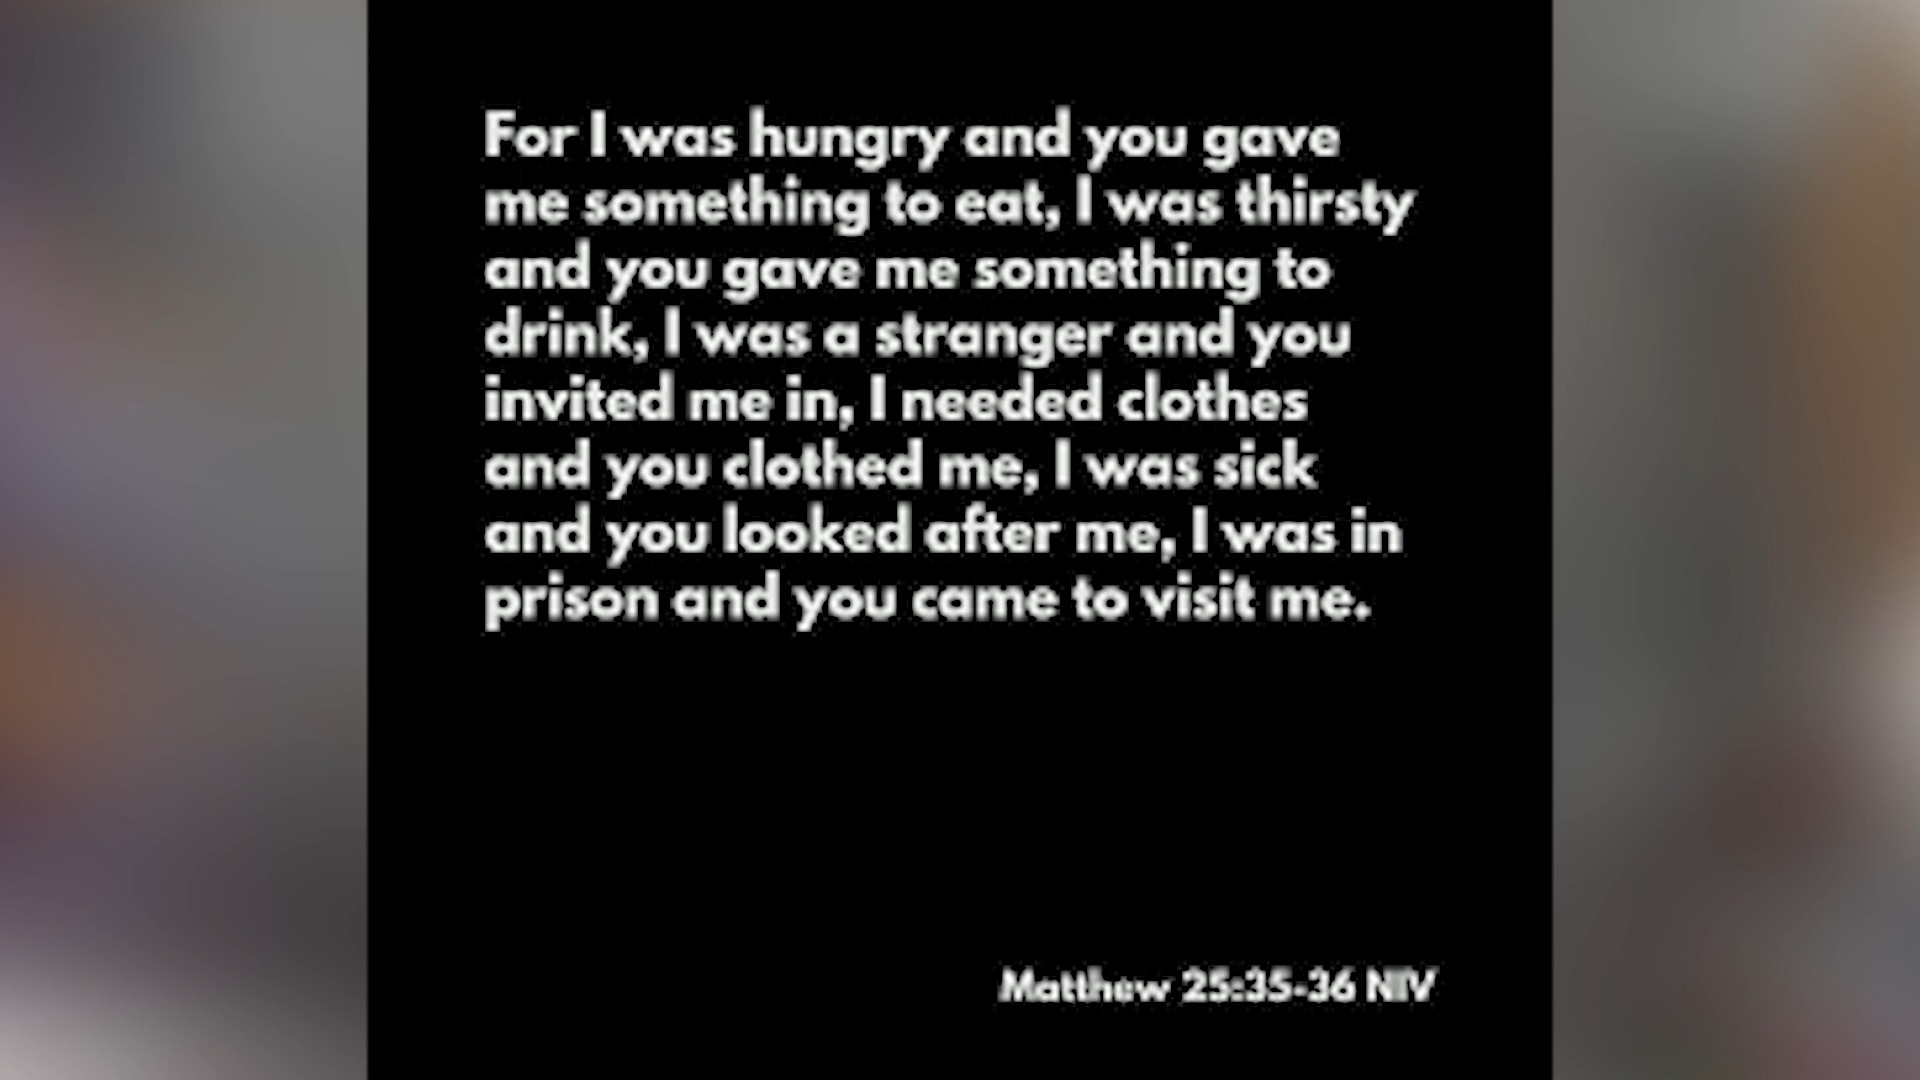 For I was hungry and you gave
me something to eat, I was thirsty
and you gave me something to
drink, I was a stranger and you
invited me in, I needed clothes
and you clothed me, I was sick
and you looked after me, I was in
prison and you came to visit me.
Matthew 25:35-36 NIV